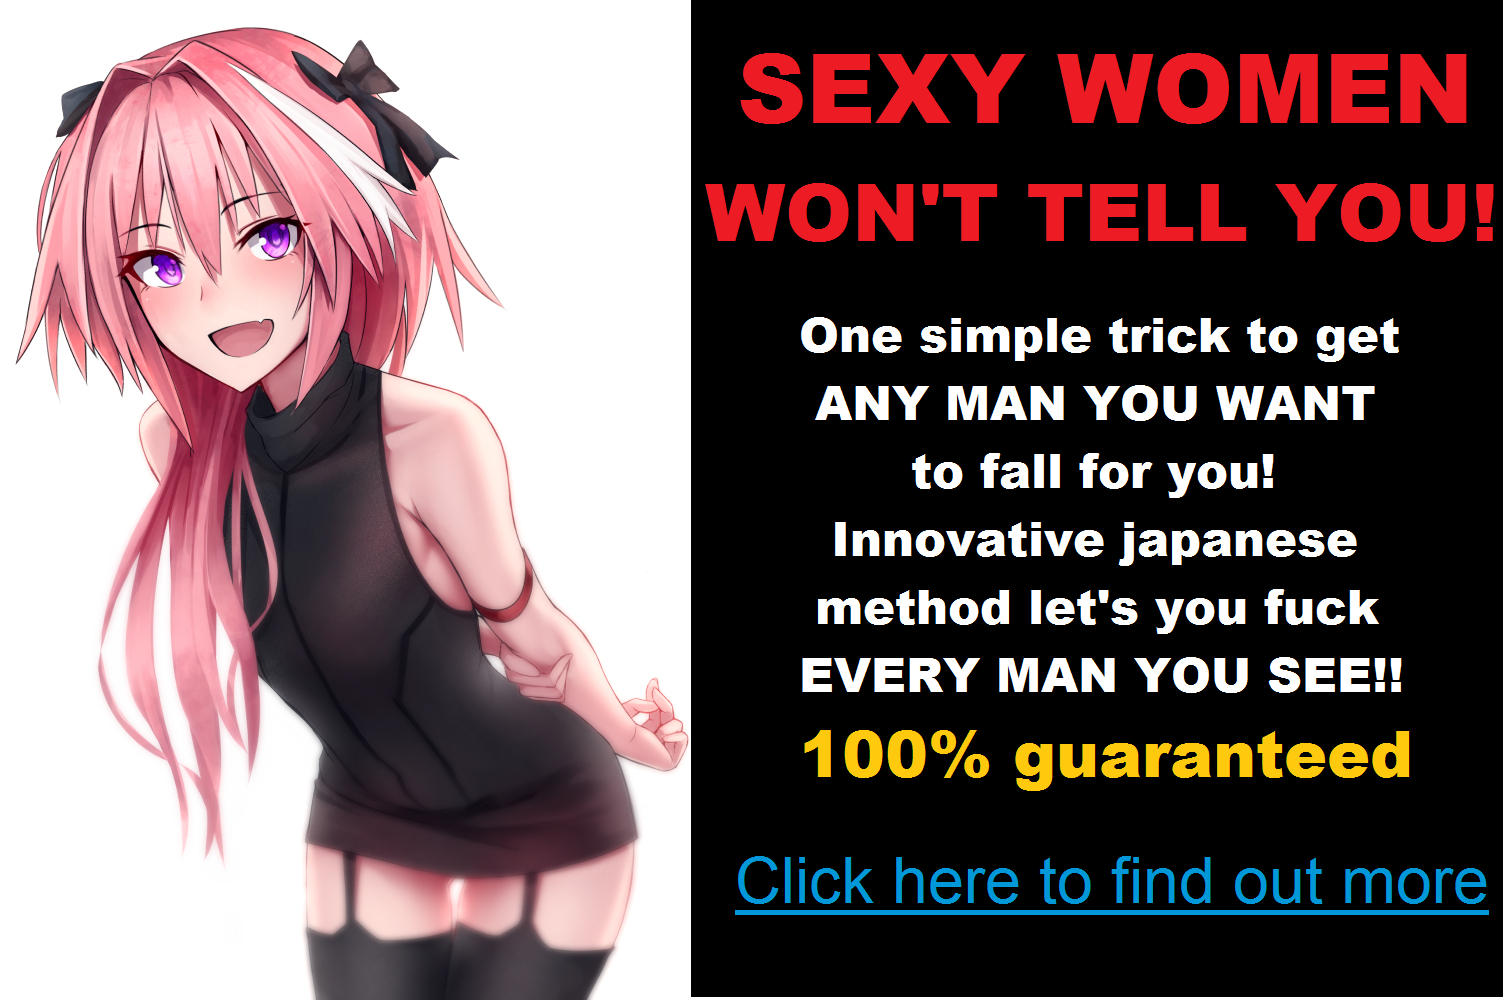 SEXY WOMEN
WON'T TELL YOU!
One simple trick to get
ANY MAN YOU WANT
to fall for you!
Innovative japanese
method let's you fuck
EVERY MAN YOU SEE!!
100% guaranteed
Click here to find out more